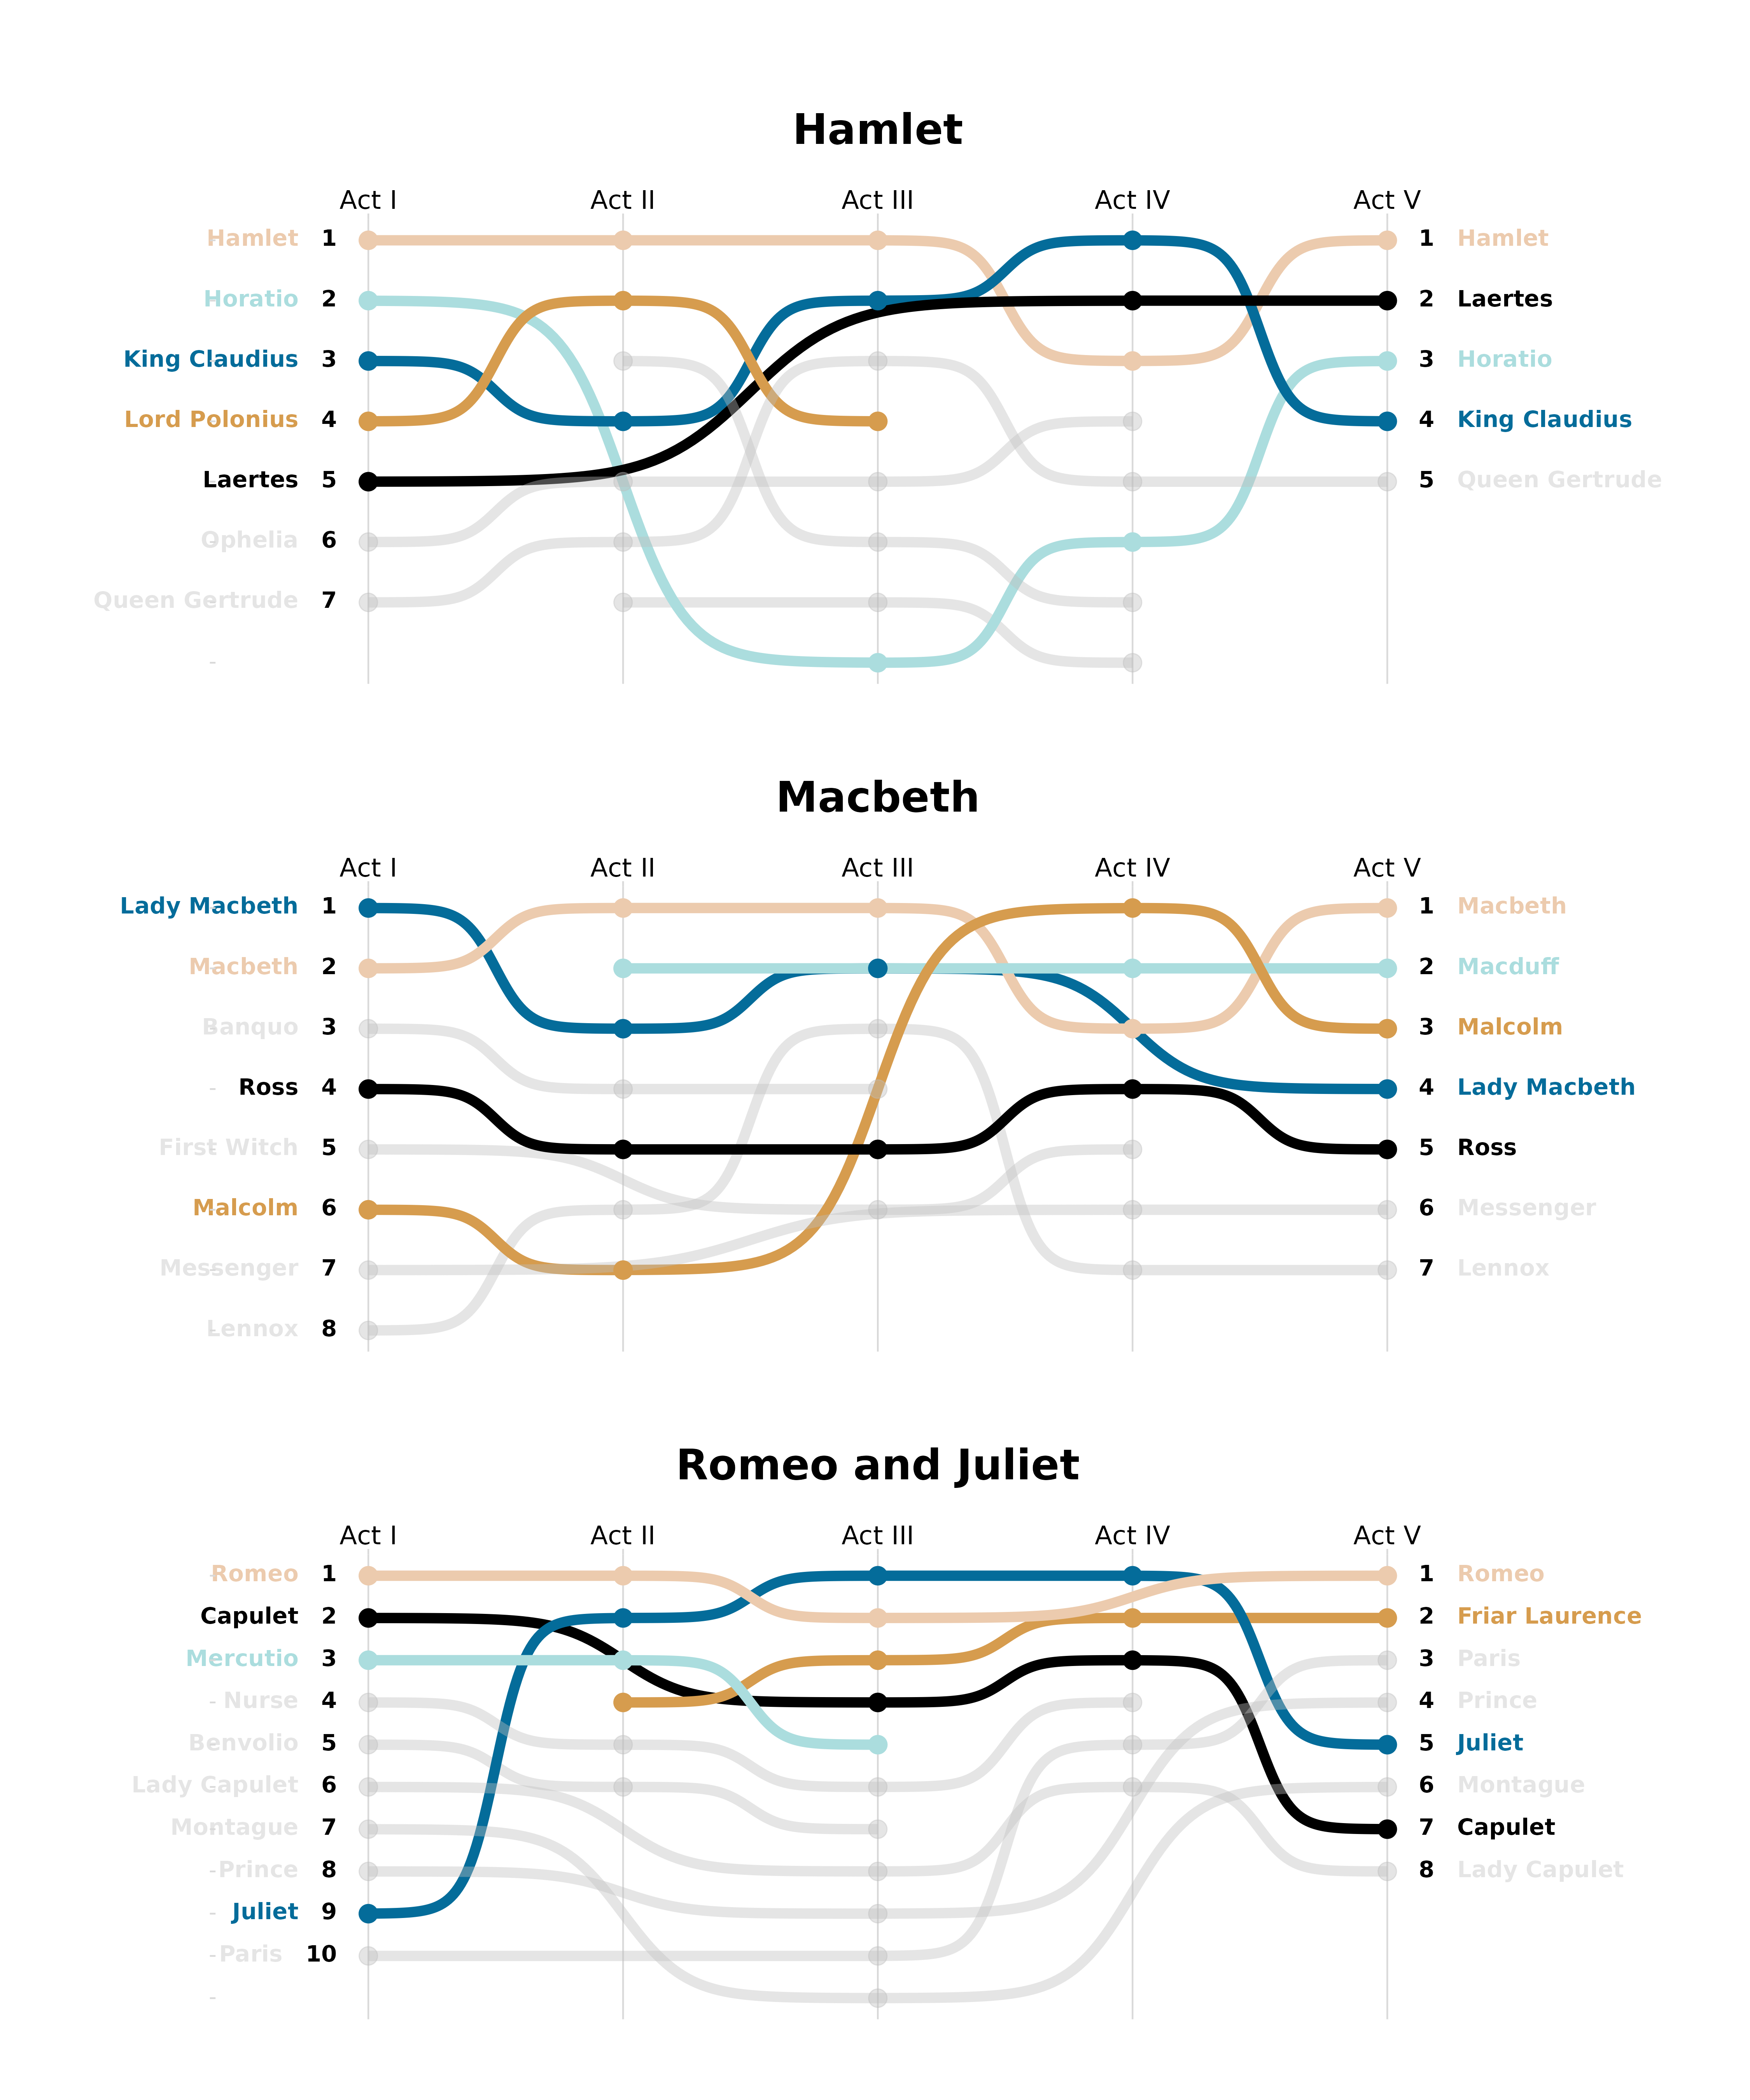 Hamlet
Act I Act II Act III Act IV Act V
Hamlet 1 1 Hamlet
Horatio 2 2 Laertes
King Claudius 3 3 Horatio
Lord Polonius 4 4 King Claudius
Laertes 5 5 Queen Gertrude
Ophelia 6
Queen Gertrude 7
-
Macbeth
Act I Act II Act III Act IV Act V
Lady Macbeth 1 1 Macbeth
Macbeth 2 2 Macduff
Banquo 3 3 Malcolm
- Ross 4 4 Lady Macbeth
First Witch 5 5 Ross
Malcolm 6 6 Messenger
Messenger 7 7 Lennox
Lennox 8
Romeo and Juliet
Act I Act II Act III Act IV Act V
Romeo 1 1 Romeo
Capulet 2 2 Friar Laurence
Mercutio 3 3 Paris
- Nurse 4 4 Prince
Benvolio 5 5 Juliet
Lady Capulet 6 6 Montague
Montague 7 7 Capulet
- Prince 8 8 Lady Capulet
- Juliet 9
- Paris 10
-